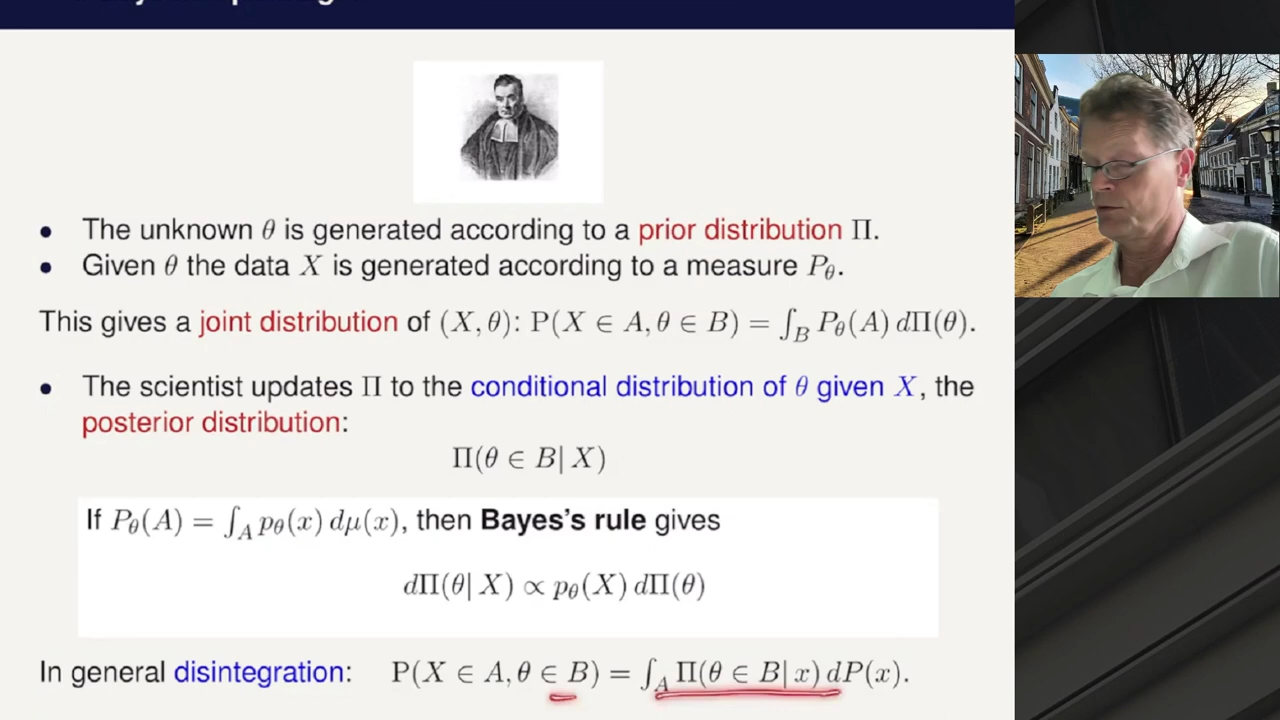 • The unknown θ is generated according to a prior distribution Π.
• Given θ the data X is generated according to a measure P_θ.
This gives a joint distribution of (X, θ): P(X ∈ A, θ ∈ B) = ∫_B P_θ(A) dΠ(θ).
• The scientist updates Π to the conditional distribution of θ given X, the
posterior distribution:
Π(θ ∈ B| X)
If P_θ(A) = ∫_A p_θ(x) dμ(x), then Bayes's rule gives
dΠ(θ| X) ∝ p_θ(X) dΠ(θ)
In general disintegration: P(X ∈ A, θ ∈ B) = ∫_A Π(θ ∈ B| x) dP(x).